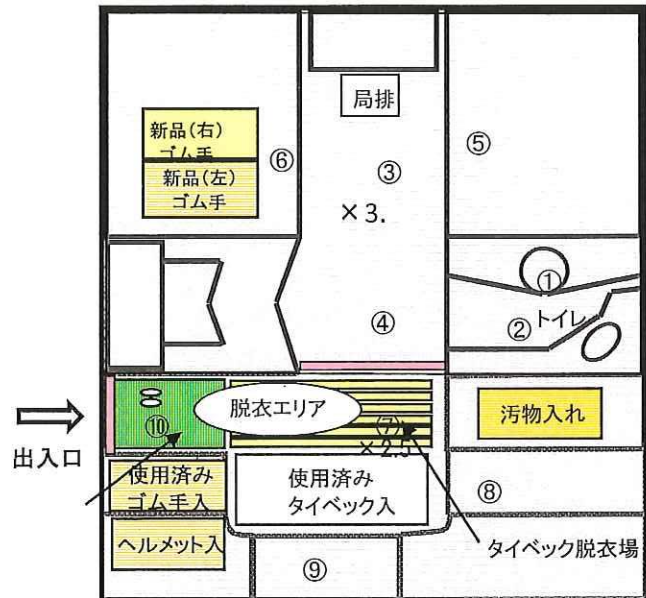 局排
新品(右)
ゴム手
新品(左)
ゴム手
⑥
③
⑤
×3.
①
④
②
トイレ
出入口
⑩
脱衣エリア
⑦
×2.5
汚物入れ
使用済み
ゴム手入
使用済み
タイベック入
⑧
ヘルメット入
⑨
タイベック脱衣場